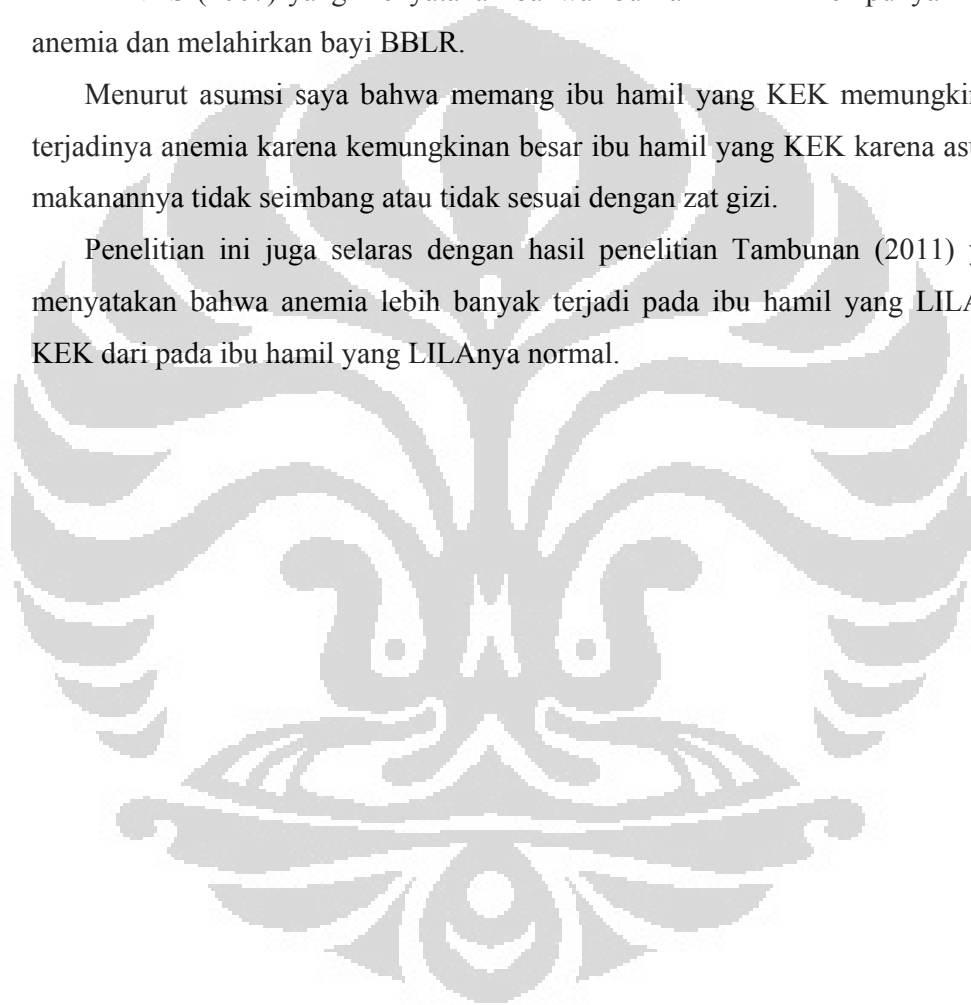 anemia dan melahirkan bayi BBLR.
Menurut asumsi saya bahwa memang ibu hamil yang KEK
terjadinya anemia karena kemungkinan besar ibu hamil yang KEK karena
makanannya tidak seimbang atau tidak sesuai dengan zat gizi.
Penelitian ini juga selaras dengan hasil penelitian Tambunan (2011)
menyatakan bahwa anemia lebih banyak terjadi pada ibu hamil yang
KEK dari pada ibu hamil yang LILAnya normal.